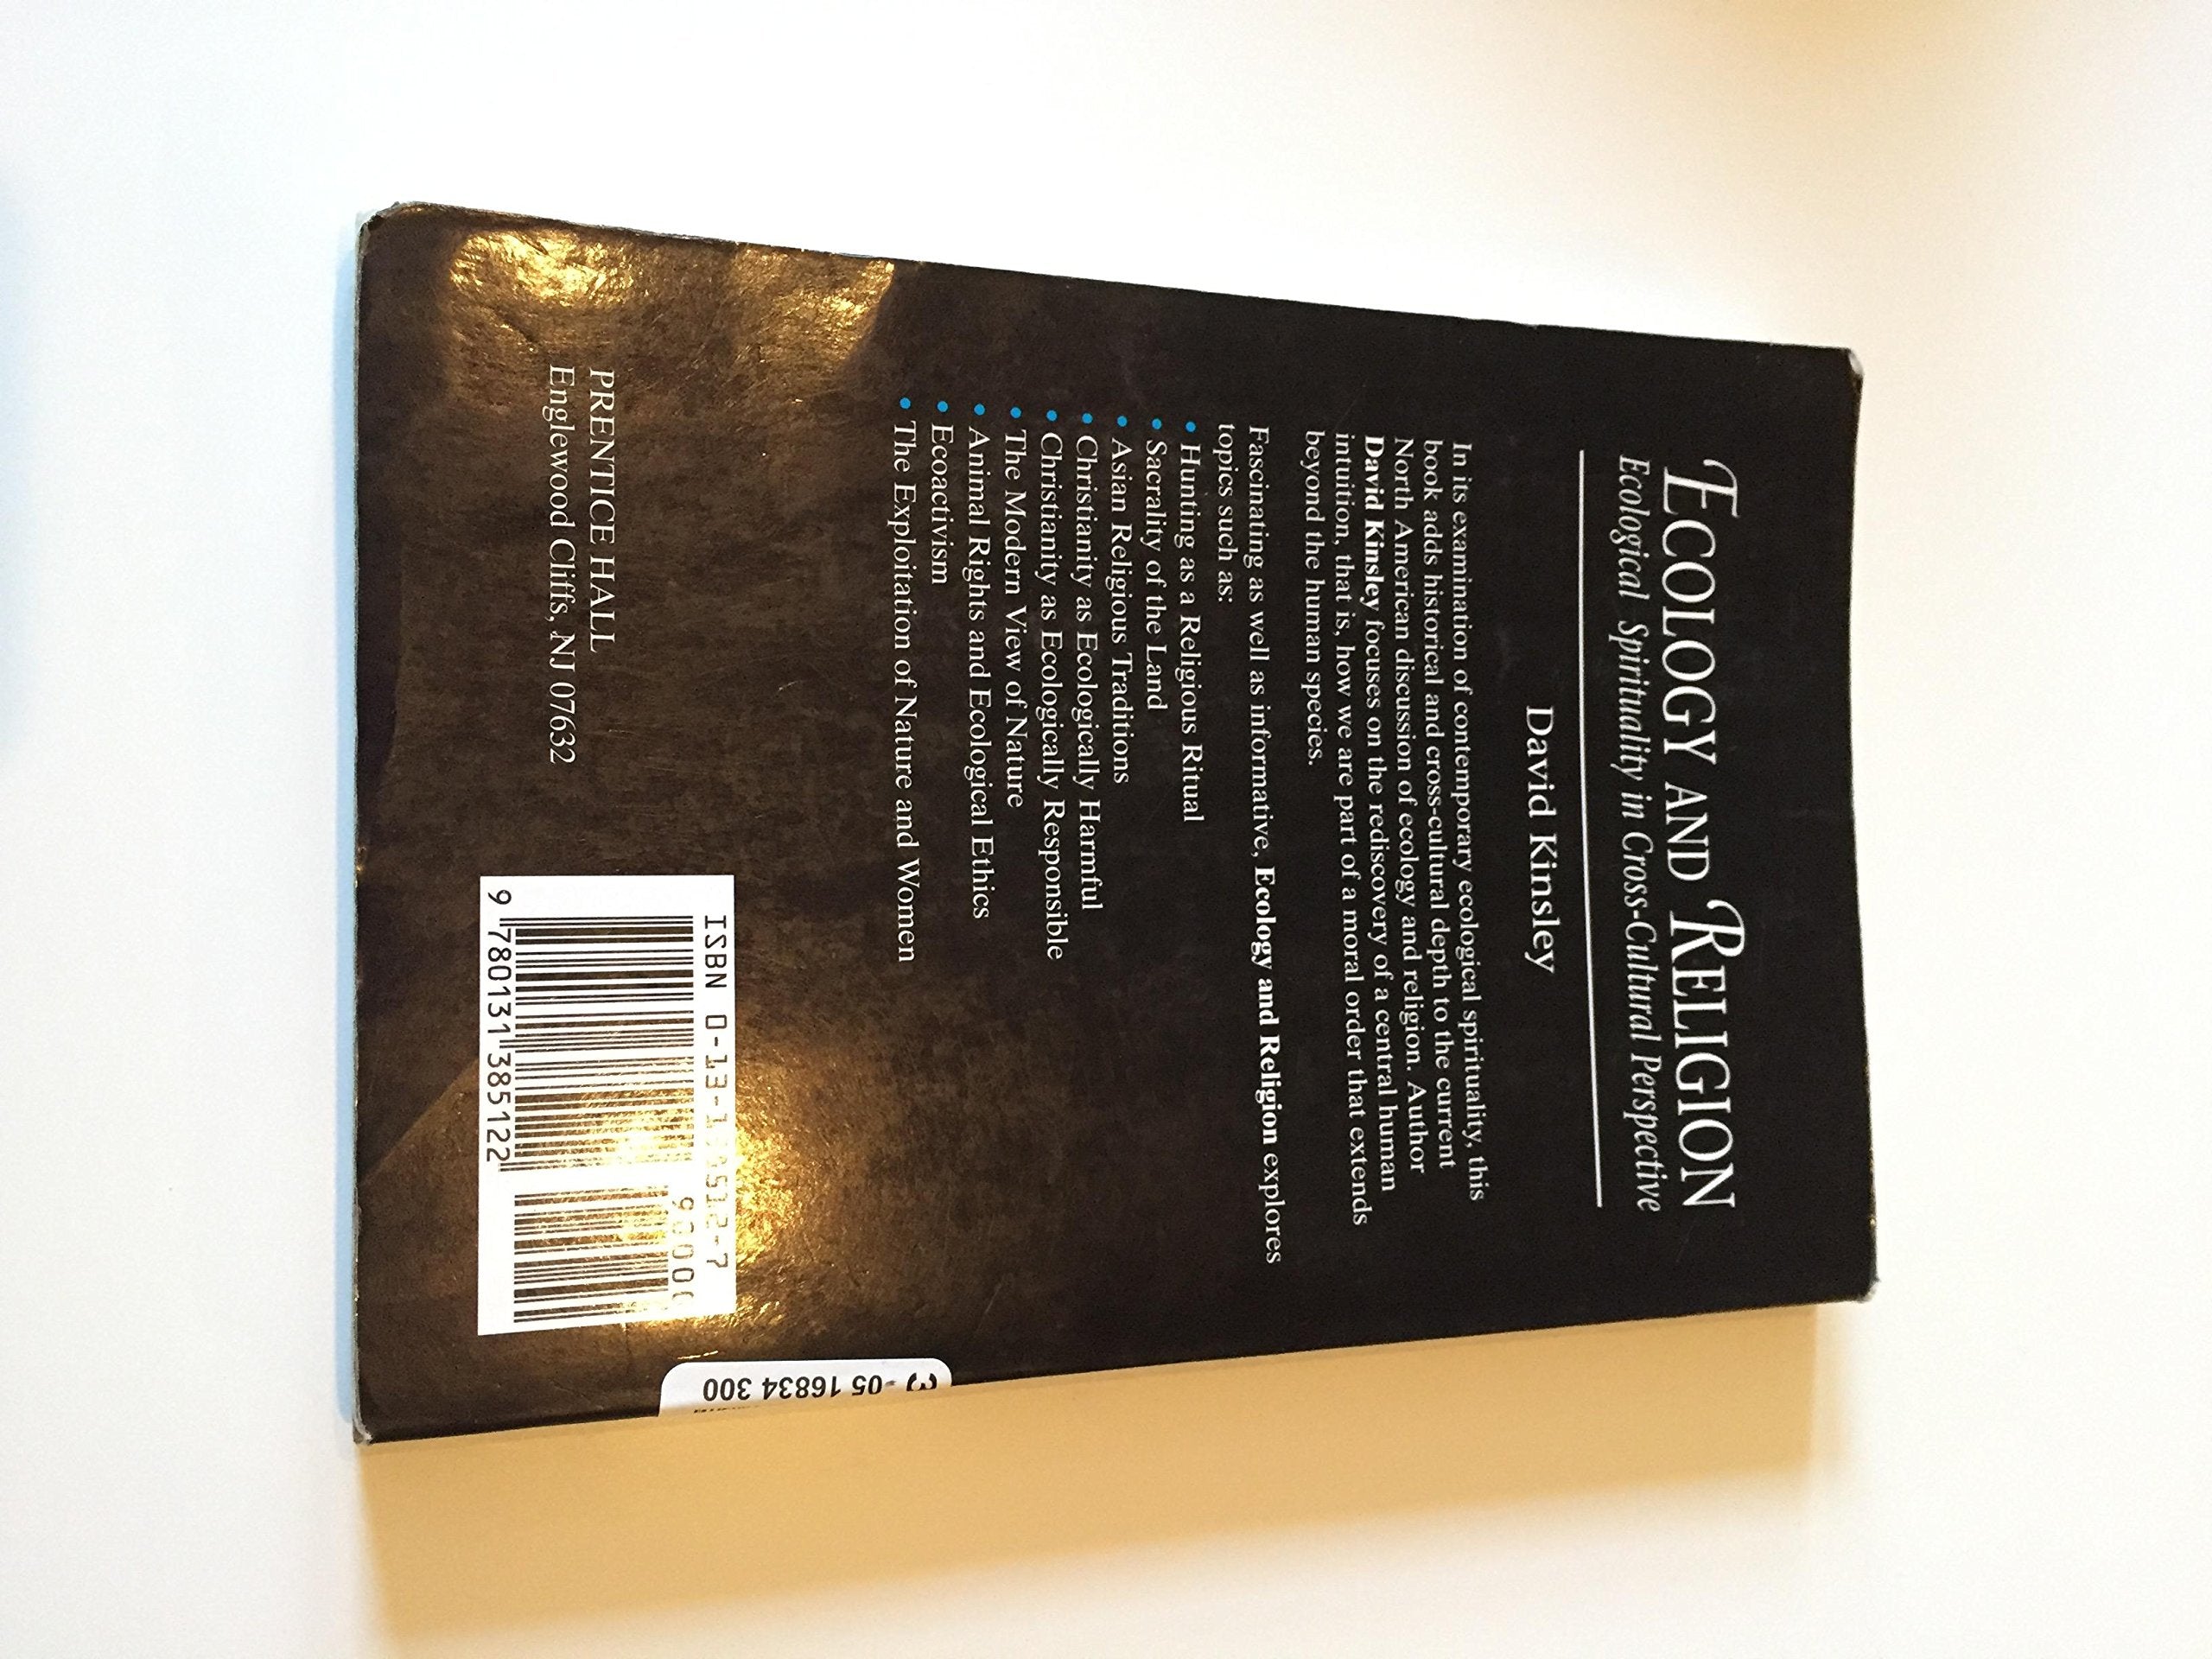 ECOLOGY AND RELIGION
Ecological Spirituality in Cross-Cultural Perspective
David Kinsley
In its examination of contemporary ecological spirituality, this
book adds historical and cross-cultural depth to the current
North American discussion of ecology and religion. Author
David Kinsley focuses on the rediscovery of a central human
intuition, that is, how we are part of a moral order that extends
beyond the human species.
Fascinating as well as informative, Ecology and Religion explores
topics such as:
• Hunting as a Religious Ritual
• Sacrality of the Land
• Asian Religious Traditions
• Christianity as Ecologically Harmful
• Christianity as Ecologically Responsible
• The Modern View of Nature
• Animal Rights and Ecological Ethics
• Ecoactivism
• The Exploitation of Nature and Women
PRENTICE HALL
Englewood Cliffs, NJ 07632
ISBN
90000
9 780131 385122
05 16834 300